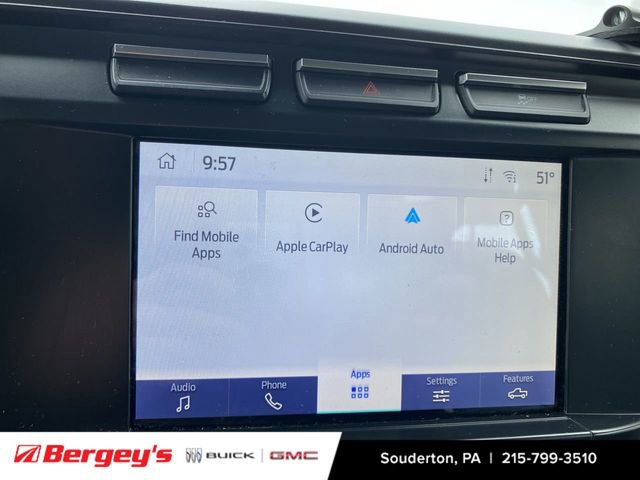 9:57
51°
Find Mobile
Apps
Apple CarPlay
Android Auto
Mobile Apps
Help
Audio
Phone
Apps
Settings
Features
Bergey's BUICK GMC Souderton, PA | 215-799-3510